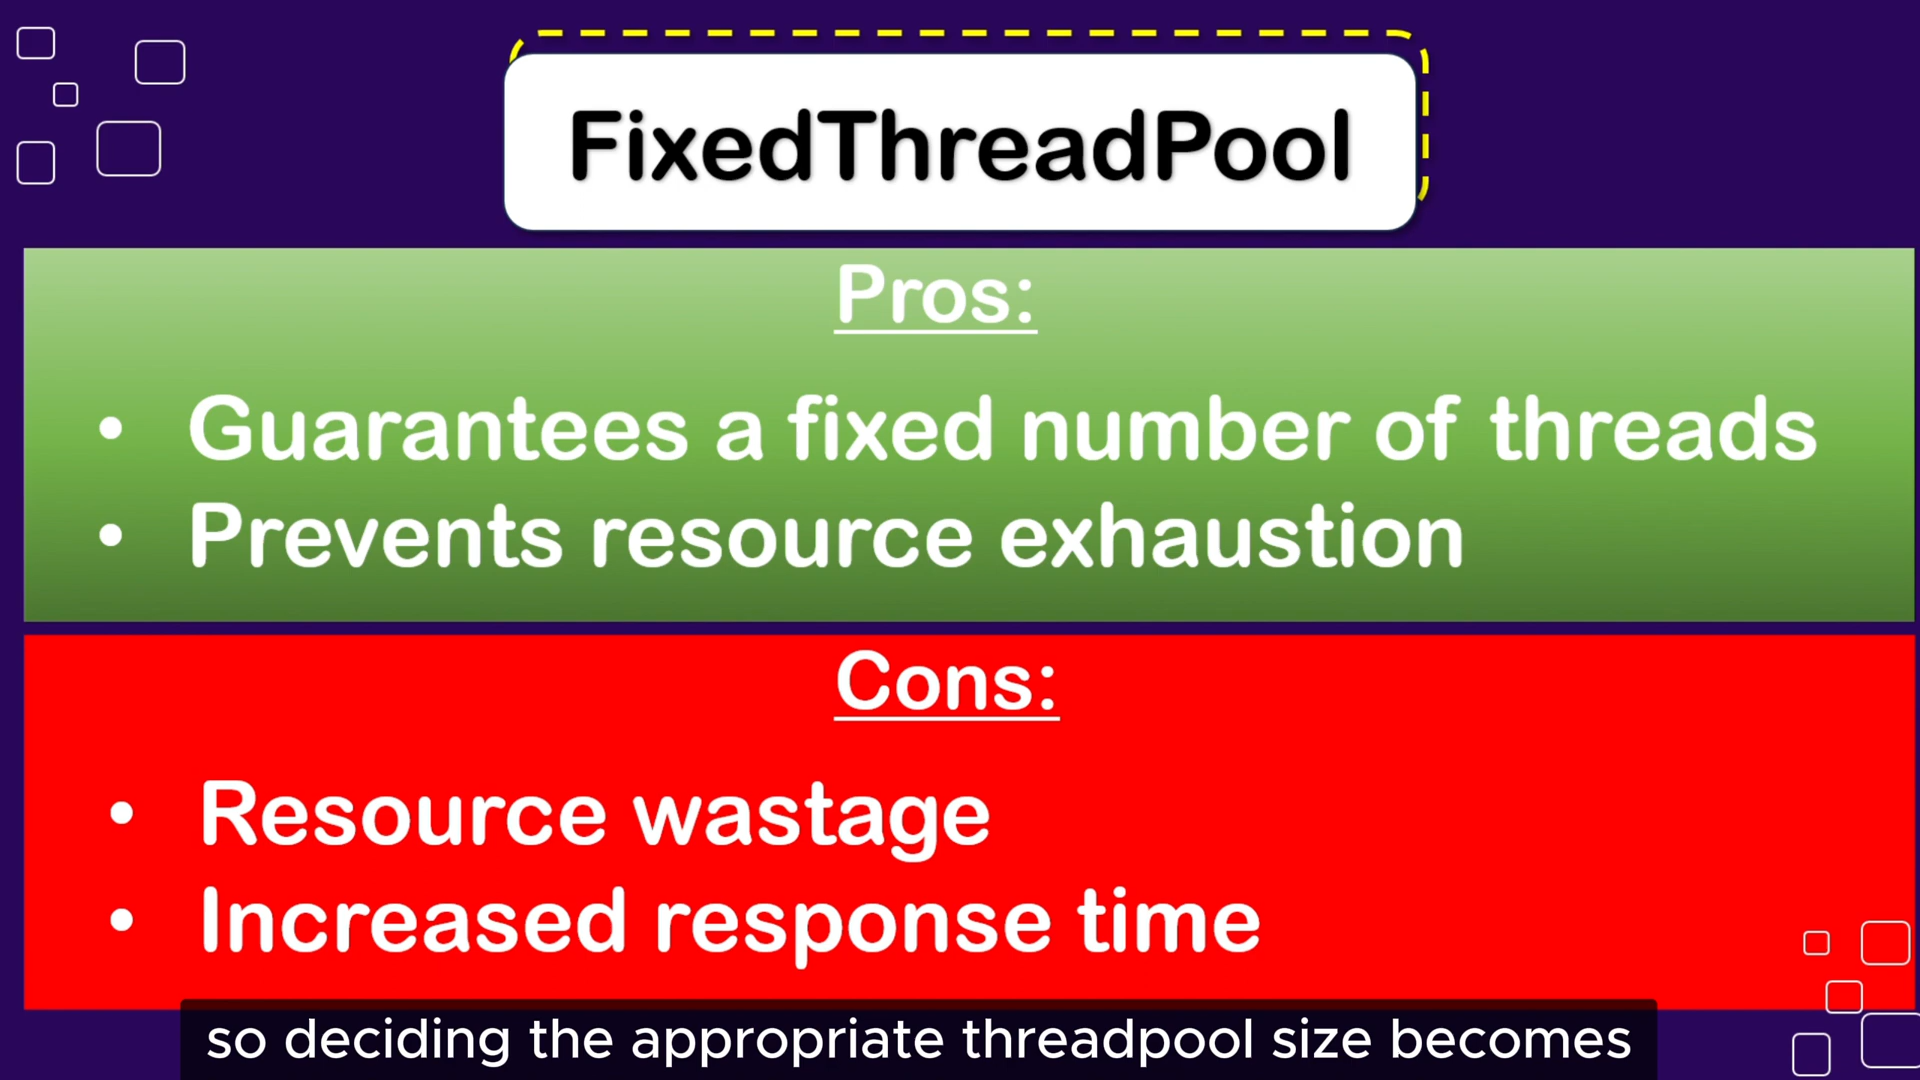 FixedThreadPool
Pros:
• Guarantees a fixed number of threads
• Prevents resource exhaustion
Cons:
• Resource wastage
• Increased response time
so deciding the appropriate threadpool size becomes